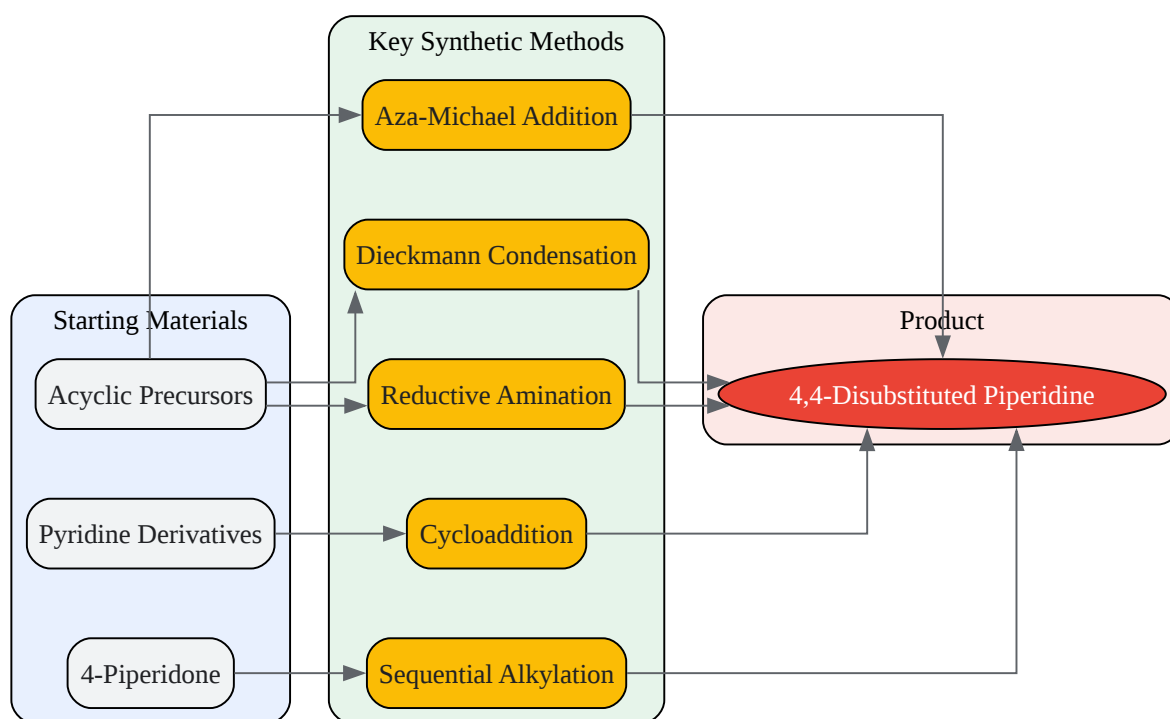 Key Synthetic Methods
Aza-Michael Addition
Dieckmann Condensation
Starting Materials
Product
Acyclic Precursors
Reductive Amination
4,4-Disubstituted Piperidine
Pyridine Derivatives
Cycloaddition
4-Piperidone
Sequential Alkylation